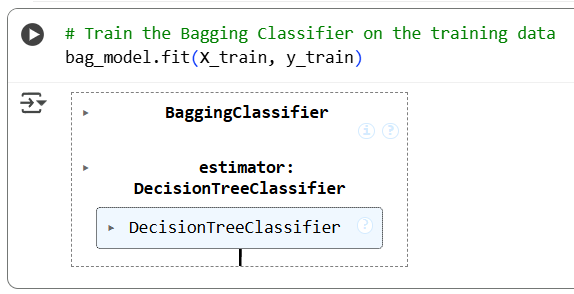 # Train the Bagging Classifier on the training data
bag_model.fit(X_train, y_train)
BaggingClassifier
i ?
estimator:
DecisionTreeClassifier
DecisionTreeClassifier ?